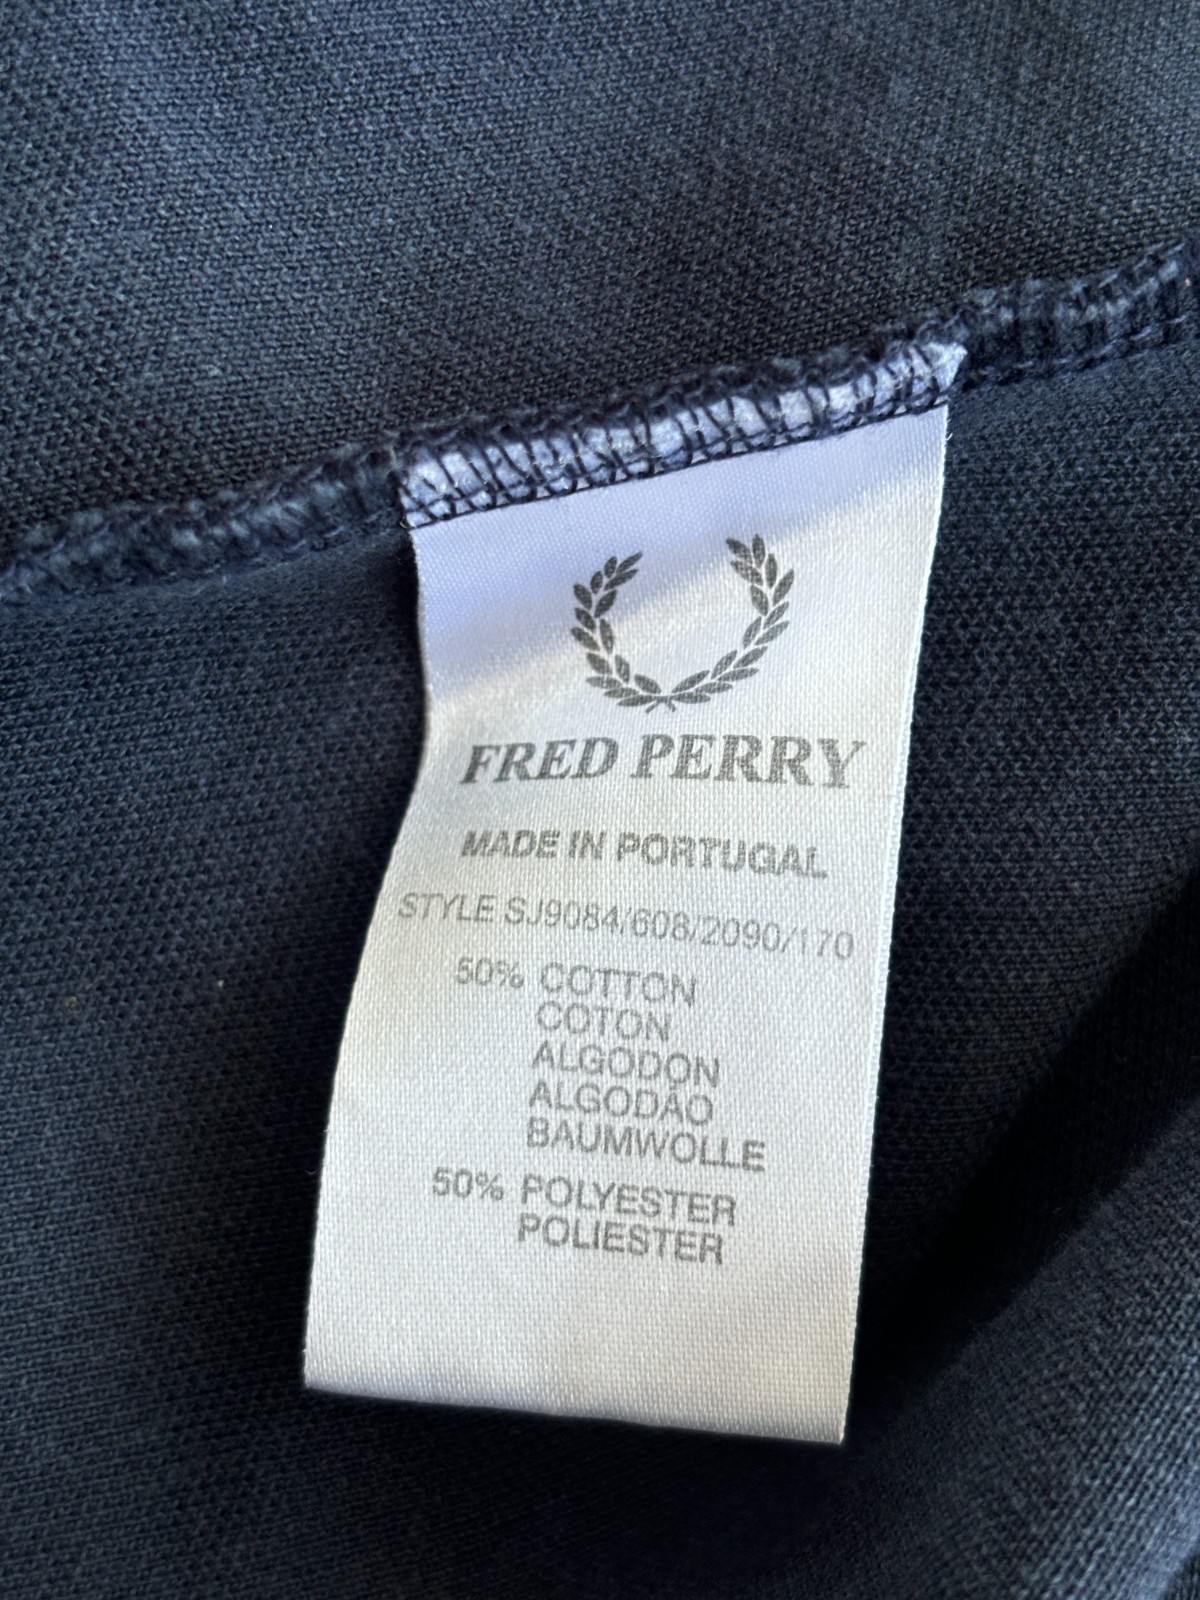 FRED PERRY
MADE IN PORTUGAL
STYLE SJ9084/608/2090/170
50% COTTON
COTON
ALGODON
ALGODÃO
BAUMWOLLE
50% POLYESTER
POLIESTER